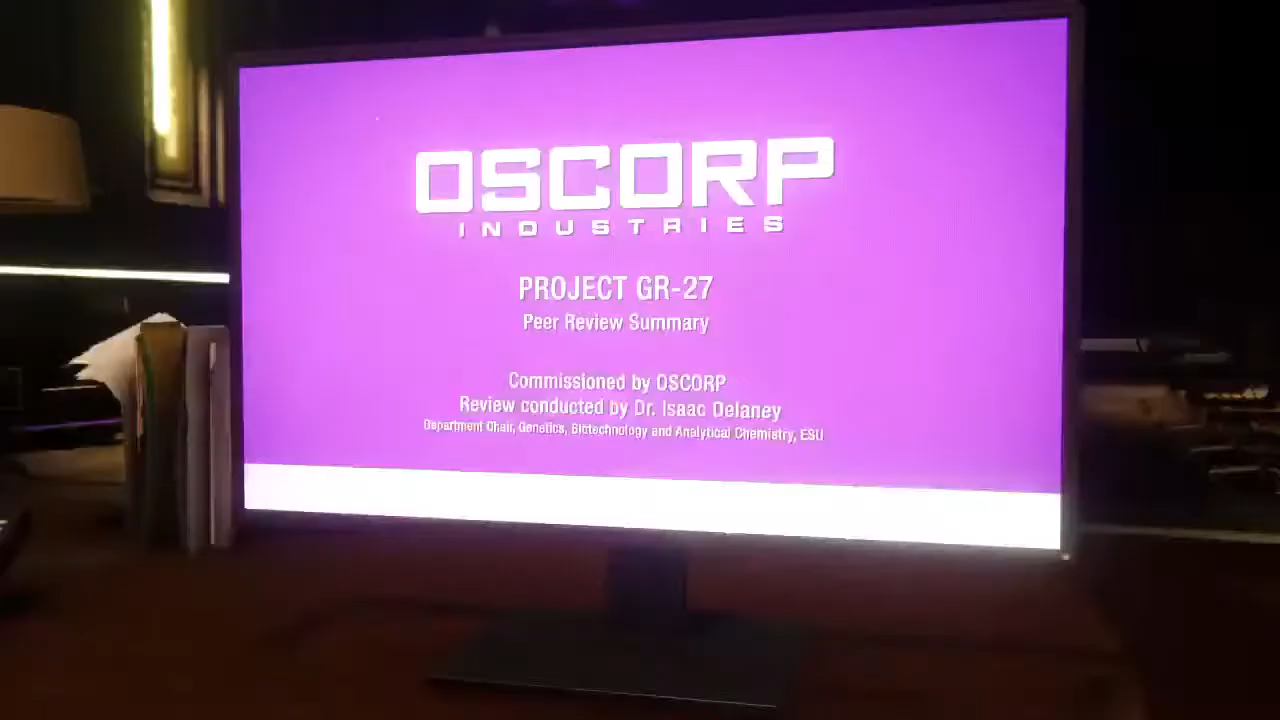 OSCORP
INDUSTRIES
PROJECT GR-27
Peer Review Summary
Commissioned by OSCORP
Review conducted by Dr. Isaac Delaney
Department Chair, Genetics, Biotechnology and Analytical Chemistry, ESU